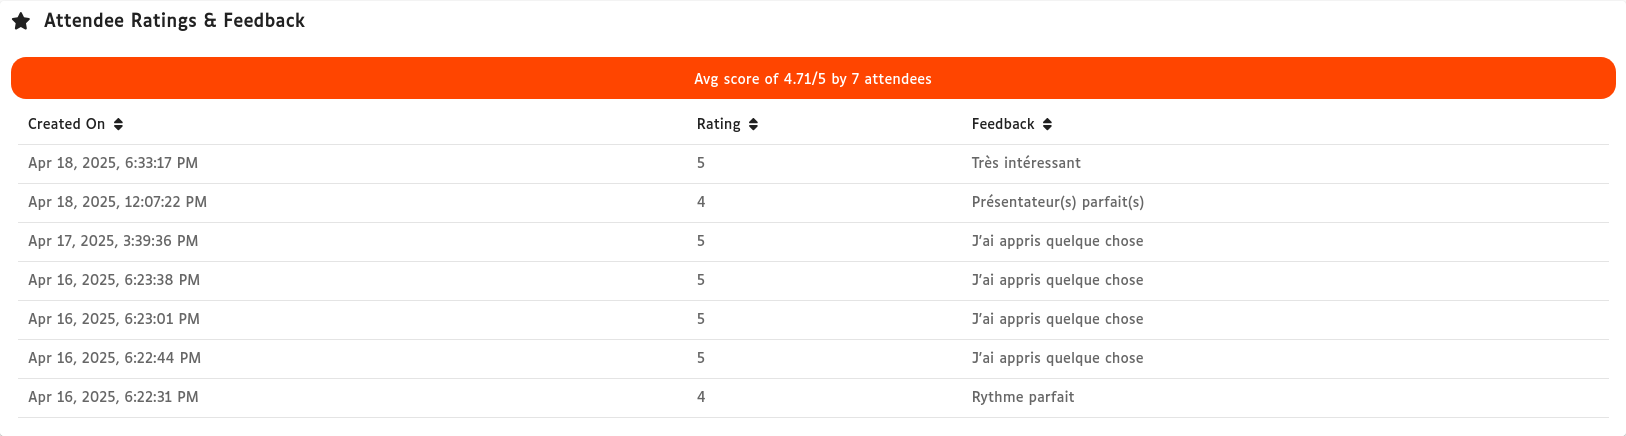 Attendee Ratings & Feedback
Avg score of 4.71/5 by 7 attendees
Created On Rating Feedback
Apr 18, 2025, 6:33:17 PM 5 Très intéressant
Apr 18, 2025, 12:07:22 PM 4 Présentateur(s) parfait(s)
Apr 17, 2025, 3:39:36 PM 5 J'ai appris quelque chose
Apr 16, 2025, 6:23:38 PM 5 J'ai appris quelque chose
Apr 16, 2025, 6:23:01 PM 5 J'ai appris quelque chose
Apr 16, 2025, 6:22:44 PM 5 J'ai appris quelque chose
Apr 16, 2025, 6:22:31 PM 4 Rythme parfait